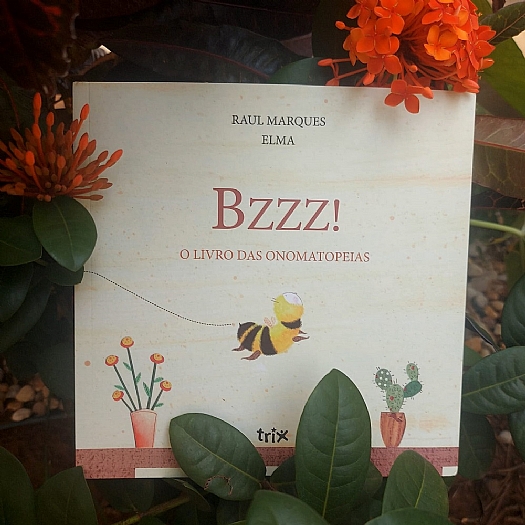 RAUL MARQUES
ELMA
BZZZ!
O LIVRO DAS ONOMATOPEIAS
trix